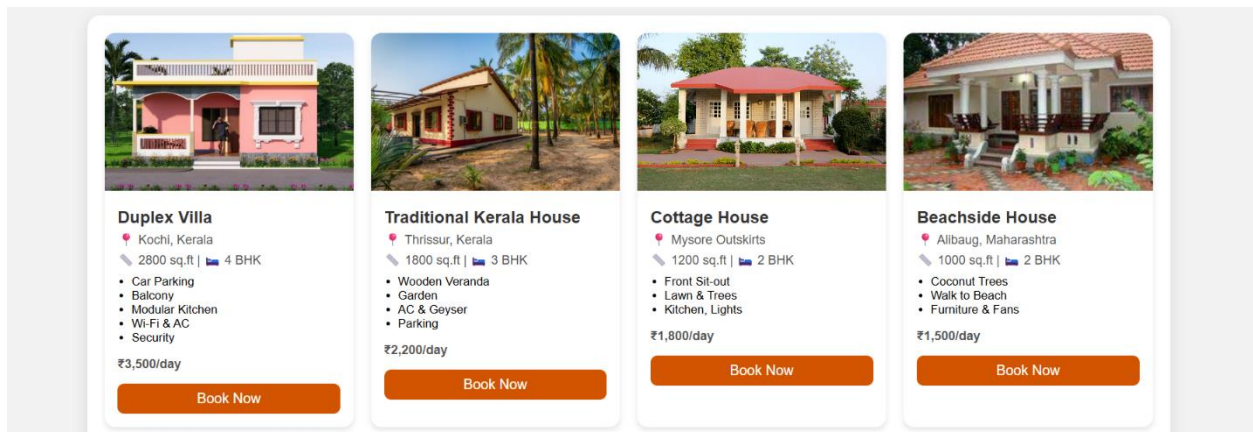 Duplex Villa
Kochi, Kerala
2800 sq.ft | 4 BHK
• Car Parking
• Balcony
• Modular Kitchen
• Wi-Fi & AC
• Security
₹3,500/day
Book Now
Traditional Kerala House
Thrissur, Kerala
1800 sq.ft | 3 BHK
• Wooden Veranda
• Garden
• AC & Geyser
• Parking
₹2,200/day
Book Now
Cottage House
Mysore Outskirts
1200 sq.ft | 2 BHK
• Front Sit-out
• Lawn & Trees
• Kitchen, Lights
₹1,800/day
Book Now
Beachside House
Alibaug, Maharashtra
1000 sq.ft | 2 BHK
• Coconut Trees
• Walk to Beach
• Furniture & Fans
₹1,500/day
Book Now